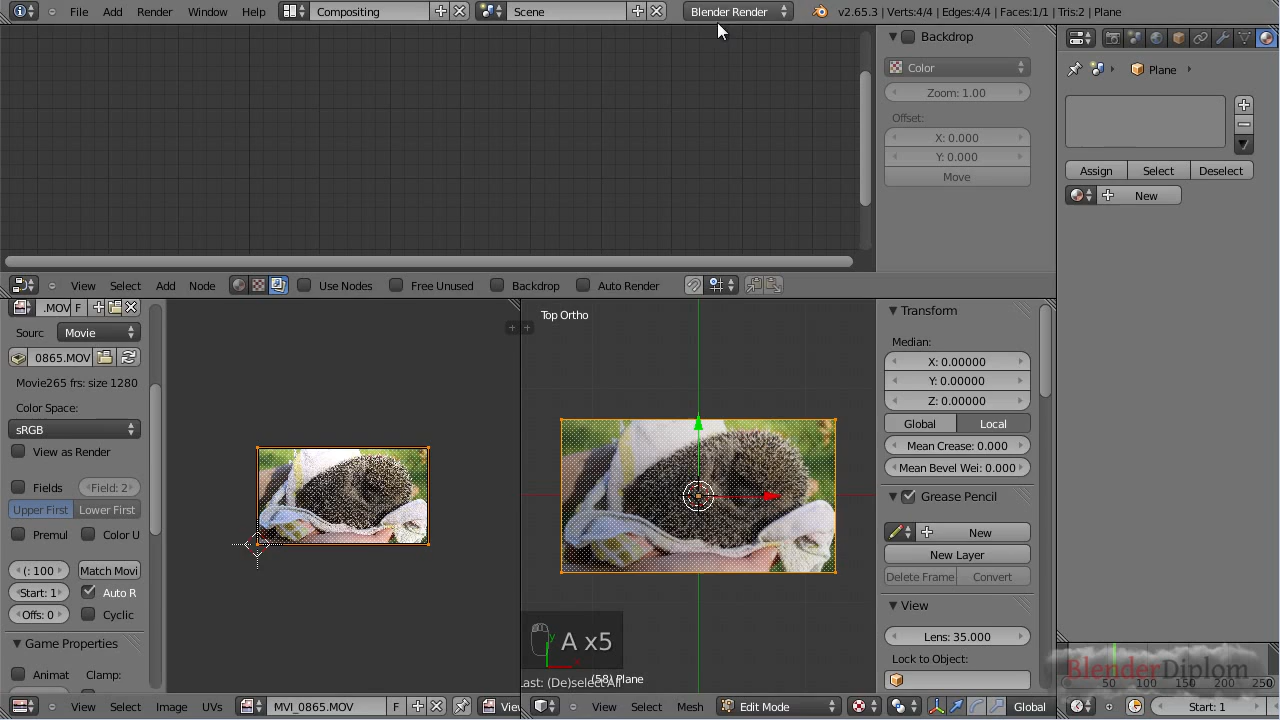 File Add Render Window Help Compositing Scene Blender Render v2.65.3 | Verts:4/4 | Edges:4/4 | Faces:1/1 | Tris:2 | Plane
Backdrop
Color
Zoom: 1.00
Offset:
X: 0.000
Y: 0.000
Move
Plane
Assign Select Deselect
New
View Select Add Node Use Nodes Free Unused Backdrop Auto Render
.MOV F
Sourc Movie
0865.MOV
Movie265 frs: size 1280
Color Space:
sRGB
View as Render
Fields Field: 2
Upper First Lower First
Premul Color U
(: 100 Match Movi
Start: 1 Auto R
Offs: 0 Cyclic
Game Properties
Animat Clamp:
Top Ortho
A x5
ast: (De)select All
(58) Plane
Transform
Median:
X: 0.00000
Y: 0.00000
Z: 0.00000
Global Local
Mean Crease: 0.000
Mean Bevel Wei: 0.000
Grease Pencil
New
New Layer
Delete Frame Convert
View
Lens: 35.000
Lock to Object:
BlenderDiplom
0 50 100 150 200 250
View Select Image UVs MVI_0865.MOV F View
View Select Mesh Edit Mode Global
Start: 1